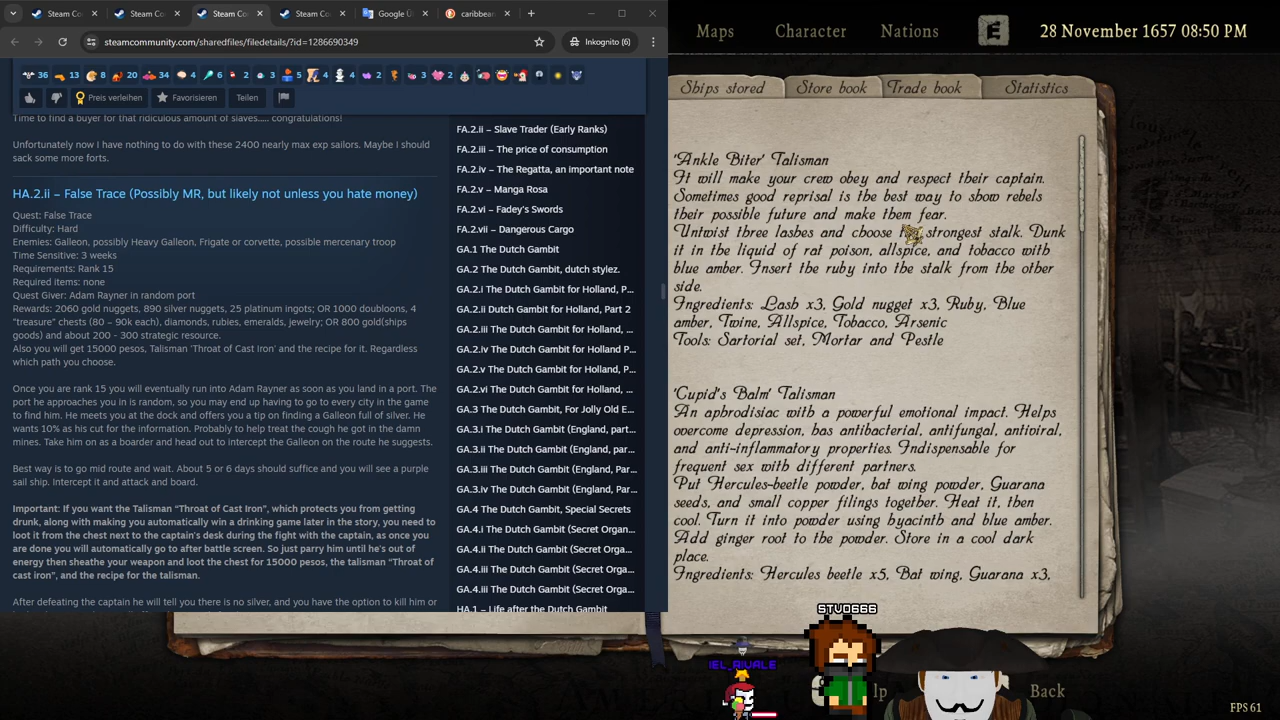 Steam Co
Steam Co
Steam Co
Steam Co
Google Ü
caribbean
steamcommunity.com/sharedfiles/filedetails/?id=1286690349
Inkognito (6)
36 13 8 20 34 4 6 2 3 5 4 4 2 2 3 2
Preis verleihen
Favorisieren
Teilen
Time to find a buyer for that ridiculous amount of slaves..... congratulations!
Unfortunately now I have nothing to do with these 2400 nearly max exp sailors. Maybe I should
sack some more forts.
HA.2.ii – False Trace (Possibly MR, but likely not unless you hate money)
Quest: False Trace
Difficulty: Hard
Enemies: Galleon, possibly Heavy Galleon, Frigate or corvette, possible mercenary troop
Time Sensitive: 3 weeks
Requirements: Rank 15
Required items: none
Quest Giver: Adam Rayner in random port
Rewards: 2060 gold nuggets, 890 silver nuggets, 25 platinum ingots; OR 1000 doubloons, 4
"treasure" chests (80 – 90k each), diamonds, rubies, emeralds, jewelry; OR 800 gold(ships
goods) and about 200 - 300 strategic resource.
Also you will get 15000 pesos, Talisman 'Throat of Cast Iron' and the recipe for it. Regardless
which path you choose.
Once you are rank 15 you will eventually run into Adam Rayner as soon as you land in a port. The
port he approaches you in is random, so you may end up having to go to every city in the game
to find him. He meets you at the dock and offers you a tip on finding a Galleon full of silver. He
wants 10% as his cut for the information. Probably to help treat the cough he got in the damn
mines. Take him on as a boarder and head out to intercept the Galleon on the route he suggests.
Best way is to go mid route and wait. About 5 or 6 days should suffice and you will see a purple
sail ship. Intercept it and attack and board.
Important: If you want the Talisman "Throat of Cast Iron", which protects you from getting
drunk, along with making you automatically win a drinking game later in the story, you need to
loot it from the chest next to the captain's desk during the fight with the captain, as once you
are done you will automatically go to after battle screen. So just parry him until he's out of
energy then sheathe your weapon and loot the chest for 15000 pesos, the talisman "Throat of
cast iron", and the recipe for the talisman.
After defeating the captain he will tell you there is no silver, and you have the option to kill him or
FA.2.ii – Slave Trader (Early Ranks)
FA.2.iii – The price of consumption
FA.2.iv – The Regatta, an important note
FA.2.v – Manga Rosa
FA.2.vi – Fadey's Swords
FA.2.vii – Dangerous Cargo
GA.1 The Dutch Gambit
GA.2 The Dutch Gambit, dutch stylez.
GA.2.i The Dutch Gambit for Holland, P...
GA.2.ii Dutch Gambit for Holland, Part 2
GA.2.iii The Dutch Gambit for Holland, ...
GA.2.iv The Dutch Gambit for Holland P...
GA.2.v The Dutch Gambit for Holland, P...
GA.2.vi The Dutch Gambit for Holland, ...
GA.3 The Dutch Gambit, For Jolly Old E...
GA.3.i The Dutch Gambit (England, part...
GA.3.ii The Dutch Gambit (England, par...
GA.3.iii The Dutch Gambit (England, Par...
GA.3.iv The Dutch Gambit (England, Par...
GA.4 The Dutch Gambit, Special Secrets
GA.4.i The Dutch Gambit (Secret Organ...
GA.4.ii The Dutch Gambit (Secret Orga...
GA.4.iii The Dutch Gambit (Secret Orga...
GA.4.iii The Dutch Gambit (Secret Orga...
HA.1 – Life after the Dutch Gambit
Maps
Character
Nations
E
28 November 1657 08:50 PM
Ships stored
Store book
Trade book
Statistics
'Ankle Biter' Talisman
It will make your crew obey and respect their captain.
Sometimes good reprisal is the best way to show rebels
their possible future and make them fear.
Untwist three lashes and choose strongest stalk. Dunk
it in the liquid of rat poison, allspice, and tobacco with
blue amber. Insert the ruby into the stalk from the other
side.
Ingredients: Lash x3, Gold nugget x3, Ruby, Blue
amber, Twine, Allspice, Tobacco, Arsenic
Tools: Sartorial set, Mortar and Pestle
'Cupid's Balm' Talisman
An aphrodisiac with a powerful emotional impact. Helps
overcome depression, has antibacterial, antifungal, antiviral,
and anti-inflammatory properties. Indispensable for
frequent sex with different partners.
Put Hercules-beetle powder, bat wing powder, Guarana
seeds, and small copper filings together. Heat it, then
cool. Turn it into powder using hyacinth and blue amber.
Add ginger root to the powder. Store in a cool dark
place.
Ingredients: Hercules beetle x5, Bat wing, Guarana x3,
STVO666
IEL_RIVALE
lp
Back
FPS 61